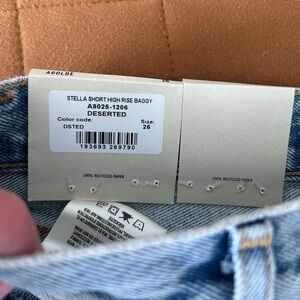 AGOLDE
26
STELLA SHORT HIGH RISE BAGGY
A9025-1206
DESERTED
Color code: Size:
DSTED 26
193693 269790
100% RECYCLED PAPER
100% RECYCLED PAPER